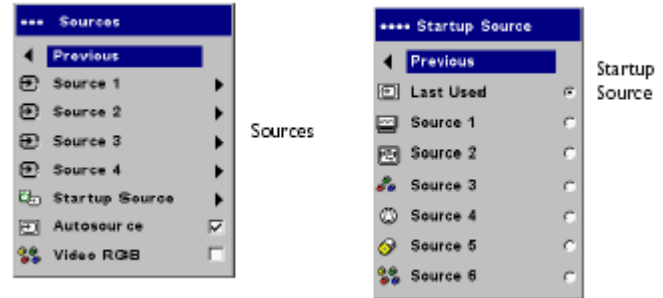 Sources
Previous
Source 1
Source 2
Source 3
Source 4
Startup Source
Autosource
Video RGB
Sources
Startup Source
Previous
Last Used
Source 1
Source 2
Source 3
Source 4
Source 5
Source 6
Startup
Source